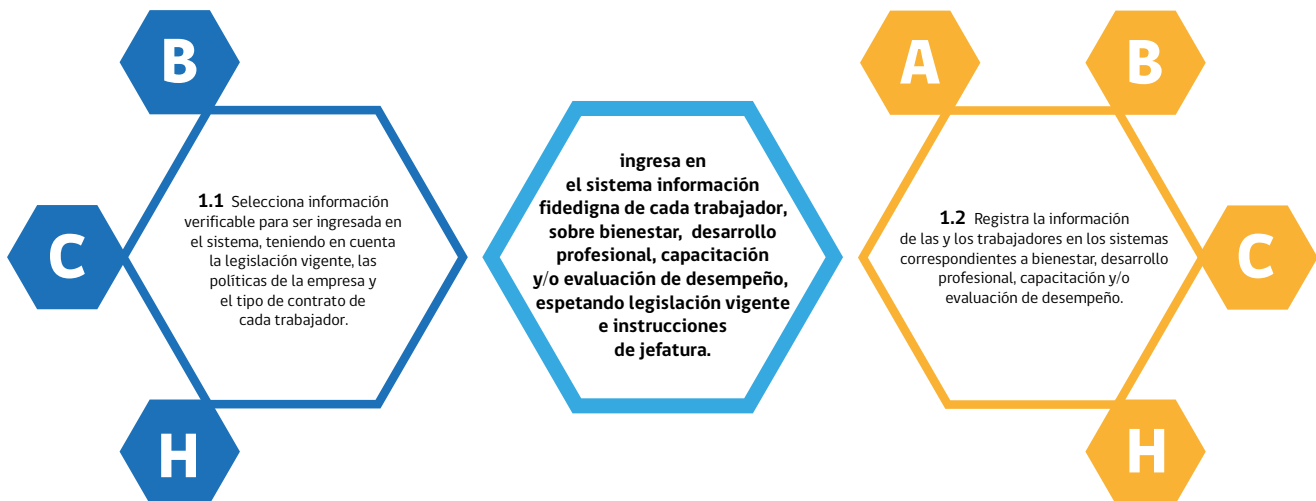 B
C
H
1.1 Selecciona información
verificable para ser ingresada en
el sistema, teniendo en cuenta
la legislación vigente, las
políticas de la empresa y
el tipo de contrato de
cada trabajador.
ingresa en
el sistema información
fidedigna de cada trabajador,
sobre bienestar, desarrollo
profesional, capacitación
y/o evaluación de desempeño,
espetando legislación vigente
e instrucciones
de jefatura.
A
B
C
H
1.2 Registra la información
de las y los trabajadores en los sistemas
correspondientes a bienestar, desarrollo
profesional, capacitación y/o
evaluación de desempeño.